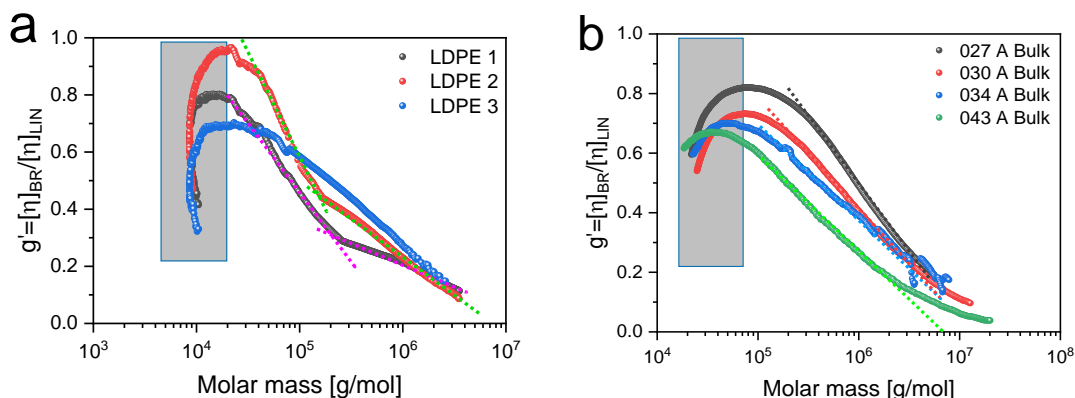 a
1.0
0.8
0.6
0.4
0.2
0.0
g'=[η]BR/[η]LIN
LDPE 1
LDPE 2
LDPE 3
10³ 10⁴ 10⁵ 10⁶ 10⁷
Molar mass [g/mol]
b
1.0
0.8
0.6
0.4
0.2
0.0
g'=[η]BR/[η]LIN
027 A Bulk
030 A Bulk
034 A Bulk
043 A Bulk
10⁴ 10⁵ 10⁶ 10⁷ 10⁸
Molar mass [g/mol]